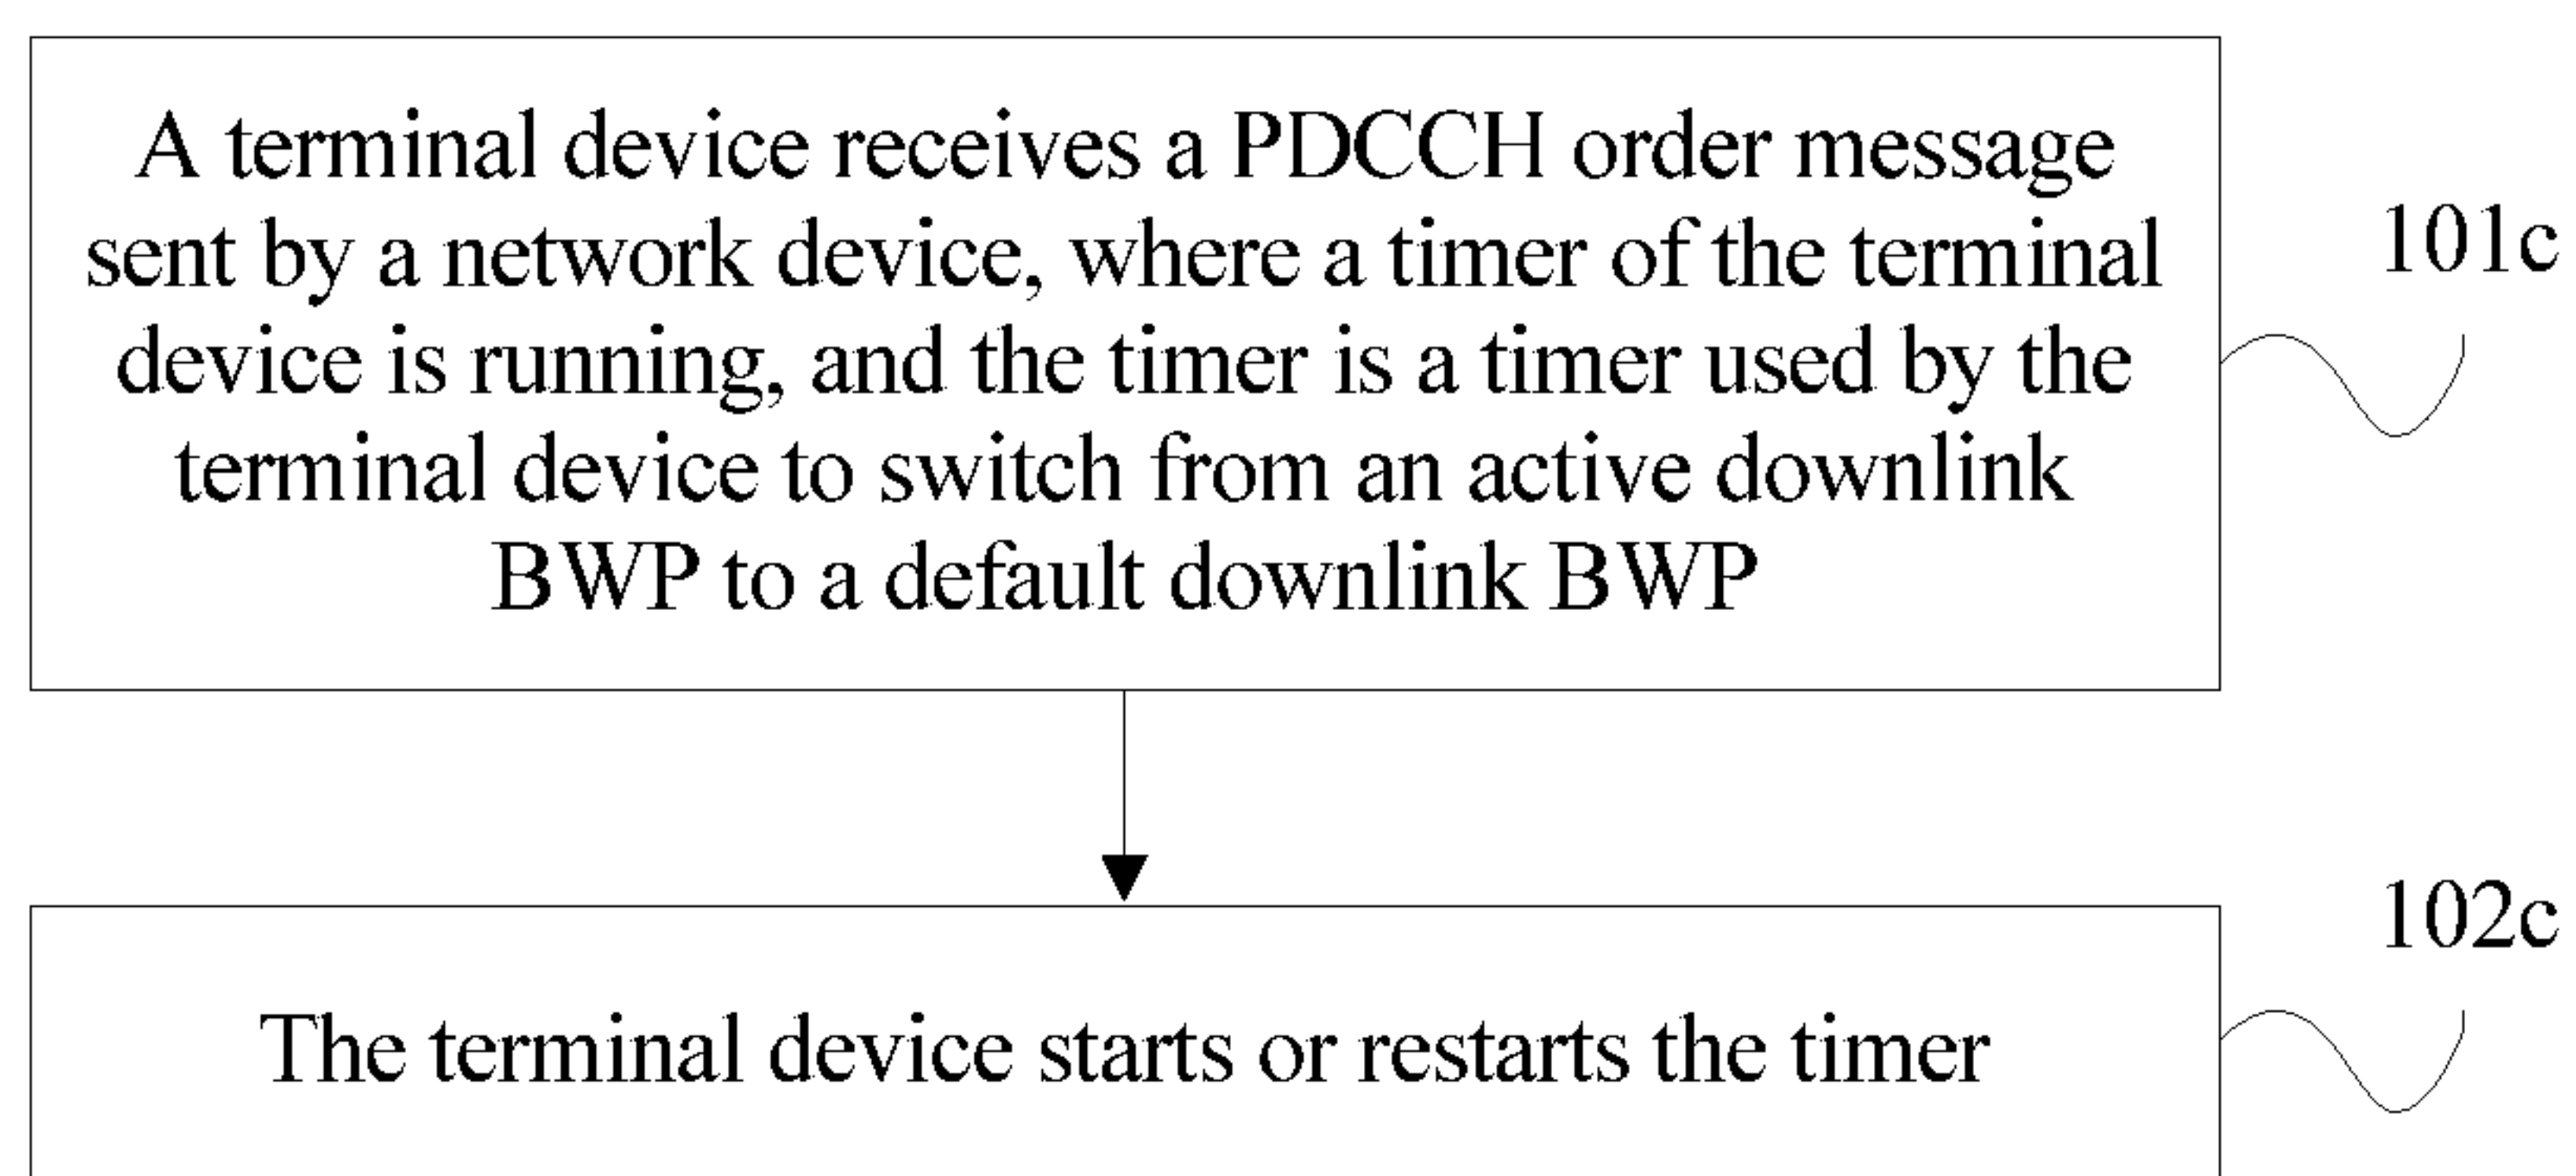 A terminal device receives a PDCCH order message
sent by a network device, where a timer of the terminal
device is running, and the timer is a timer used by the
terminal device to switch from an active downlink
BWP to a default downlink BWP
101c
The terminal device starts or restarts the timer
102c